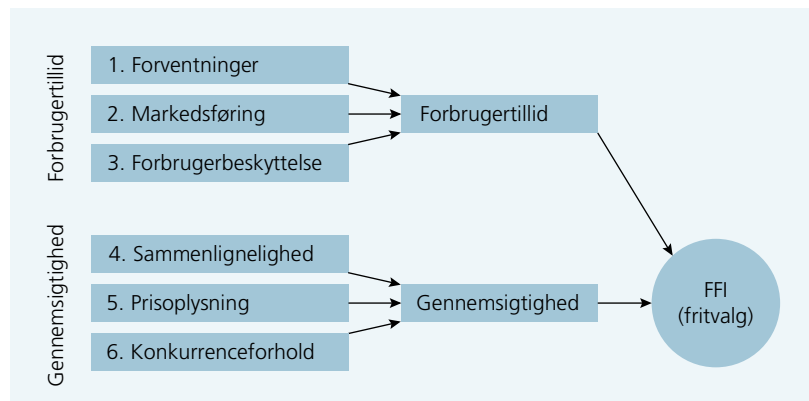 Forbrugertillid
1. Forventninger
2. Markedsføring
3. Forbrugerbeskyttelse
Forbrugertillid
Gennemsigtighed
4. Sammenlignelighed
5. Prisoplysning
6. Konkurrenceforhold
Gennemsigtighed
FFI
(fritvalg)